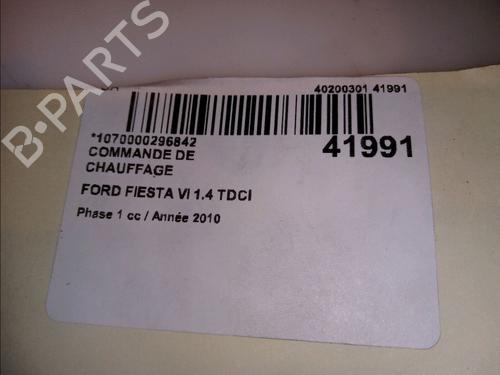 B-PARTS
40200301 41991
*1070000296842
41991
COMMANDE DE
CHAUFFAGE
FORD FIESTA VI 1.4 TDCI
Phase 1 cc / Année 2010